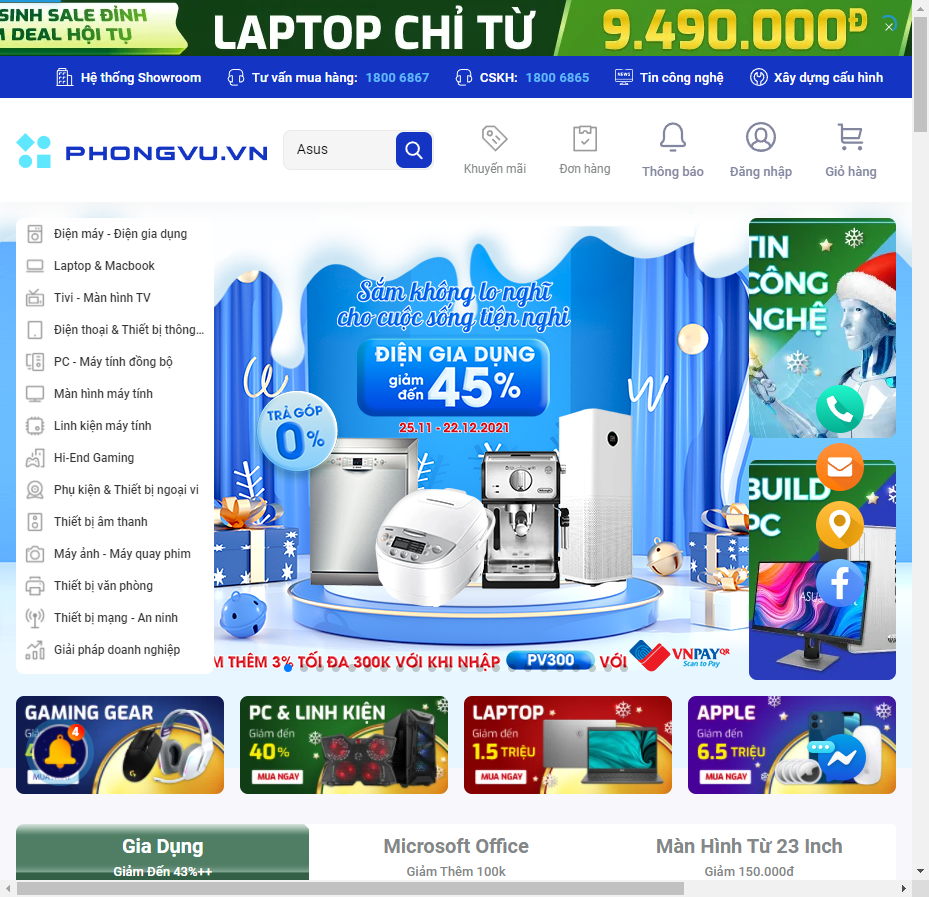 SINH SALE ĐỈNH
M DEAL HỘI TỤ
LAPTOP CHỈ TỪ
9.490.000Đ
Hệ thống Showroom
Tư vấn mua hàng: 1800 6867
CSKH: 1800 6865
NEWS
Tin công nghệ
Xây dựng cấu hình
PHONGVU.VN
Asus
Khuyến mãi
Đơn hàng
Thông báo
Đăng nhập
Giỏ hàng
Điện máy - Điện gia dụng
Laptop & Macbook
Tivi - Màn hình TV
Điện thoại & Thiết bị thông...
PC - Máy tính đồng bộ
Màn hình máy tính
Linh kiện máy tính
Hi-End Gaming
Phụ kiện & Thiết bị ngoại vi
Thiết bị âm thanh
Máy ảnh - Máy quay phim
Thiết bị văn phòng
Thiết bị mạng - An ninh
Giải pháp doanh nghiệp
Sắm không lo nghĩ
cho cuộc sống tiện nghi
ĐIỆN GIA DỤNG
giảm
đến
45%
25.11 - 22.12.2021
TRẢ GÓP
0%
M THÊM 3% TỐI ĐA 300K VỚI KHI NHẬP
PV300
VỚI
VNPAYQR
Scan to Pay
TIN
CÔNG
NGHỆ
BUILD
PC
ASUS
GAMING GEAR
Giảm đến
4
PC & LINH KIỆN
Giảm đến
40%
MUA NGAY
LAPTOP
Giảm đến
1.5 TRIỆU
MUA NGAY
APPLE
Giảm đến
6.5 TRIỆU
MUA NGAY
Gia Dụng
Giảm Đến 43%++
Microsoft Office
Giảm Thêm 100k
Màn Hình Từ 23 Inch
Giảm 150.000đ